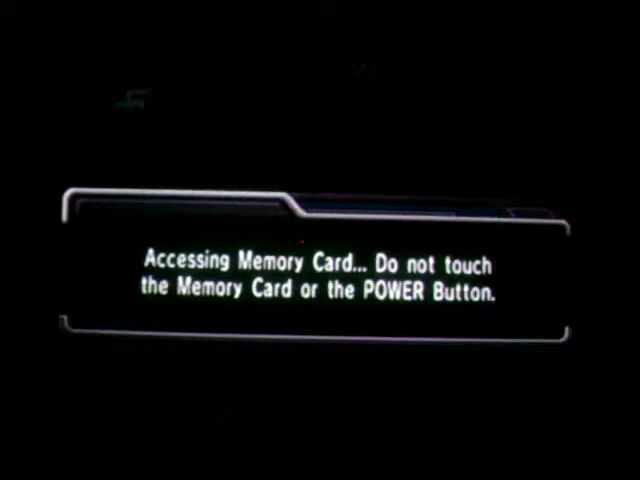 Accessing Memory Card... Do not touch
the Memory Card or the POWER Button.